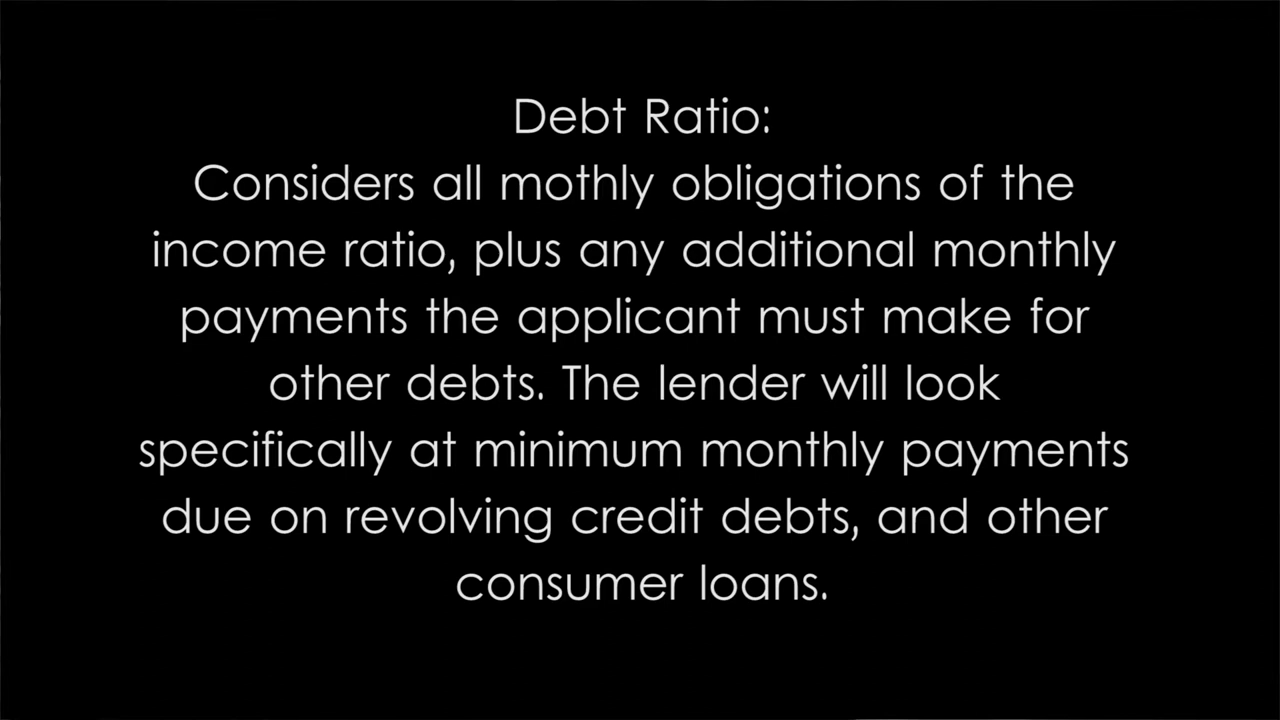 Debt Ratio:
Considers all mothly obligations of the
income ratio, plus any additional monthly
payments the applicant must make for
other debts. The lender will look
specifically at minimum monthly payments
due on revolving credit debts, and other
consumer loans.